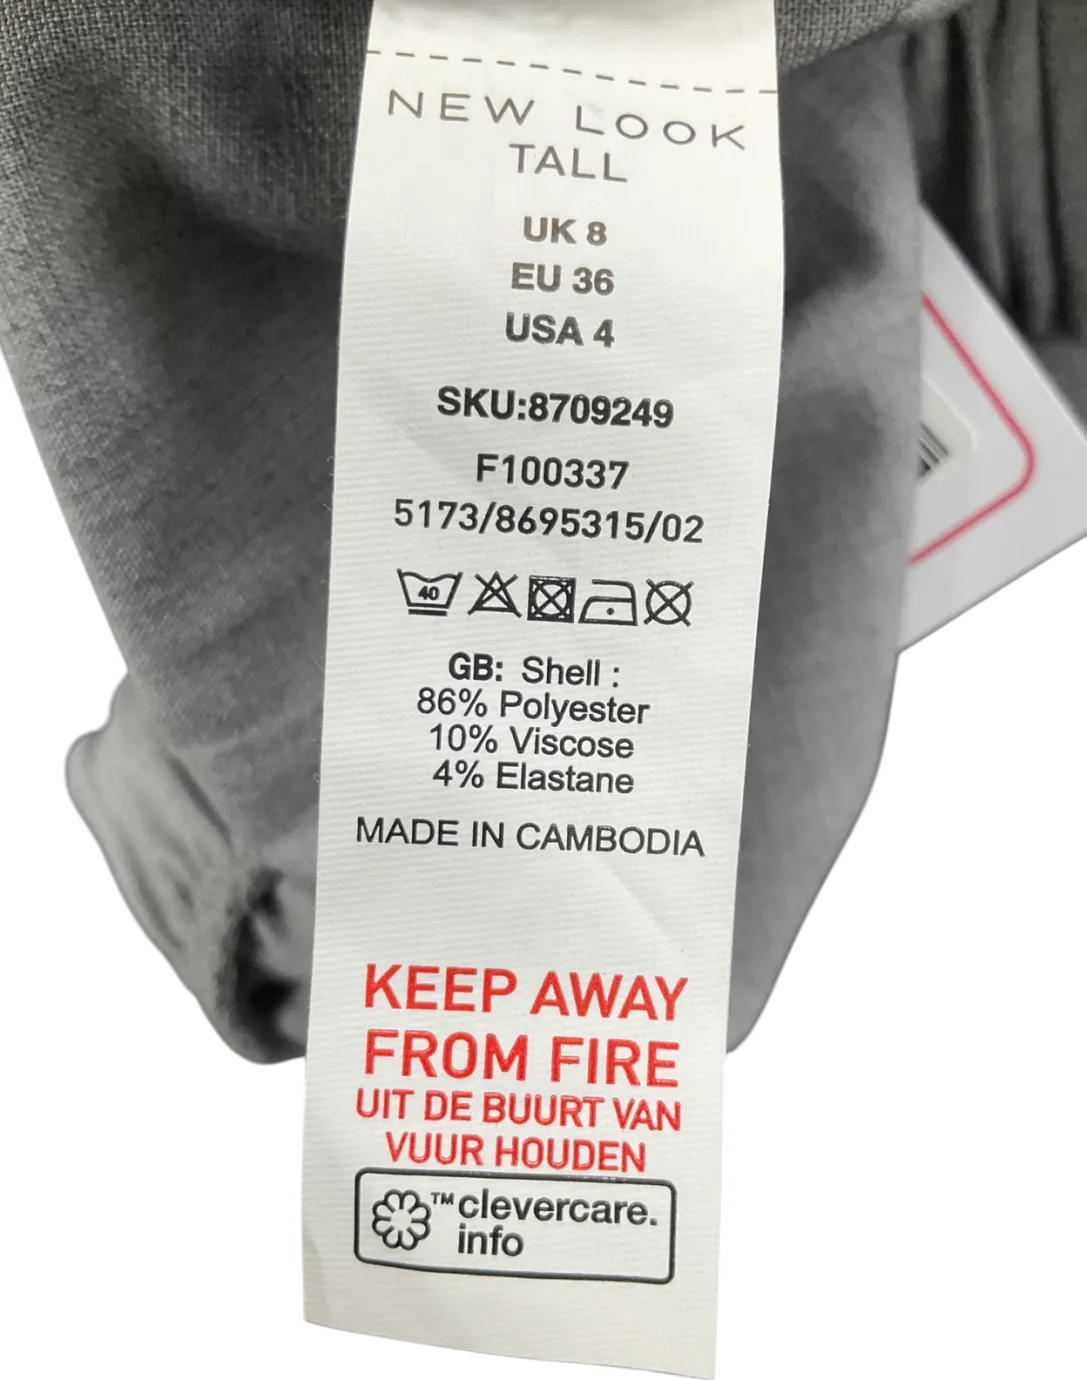 NEW LOOK
TALL
UK 8
EU 36
USA 4
SKU:8709249
F100337
5173/8695315/02
40
GB: Shell :
86% Polyester
10% Viscose
4% Elastane
MADE IN CAMBODIA
KEEP AWAY
FROM FIRE
UIT DE BUURT VAN
VUUR HOUDEN
™clevercare.
info